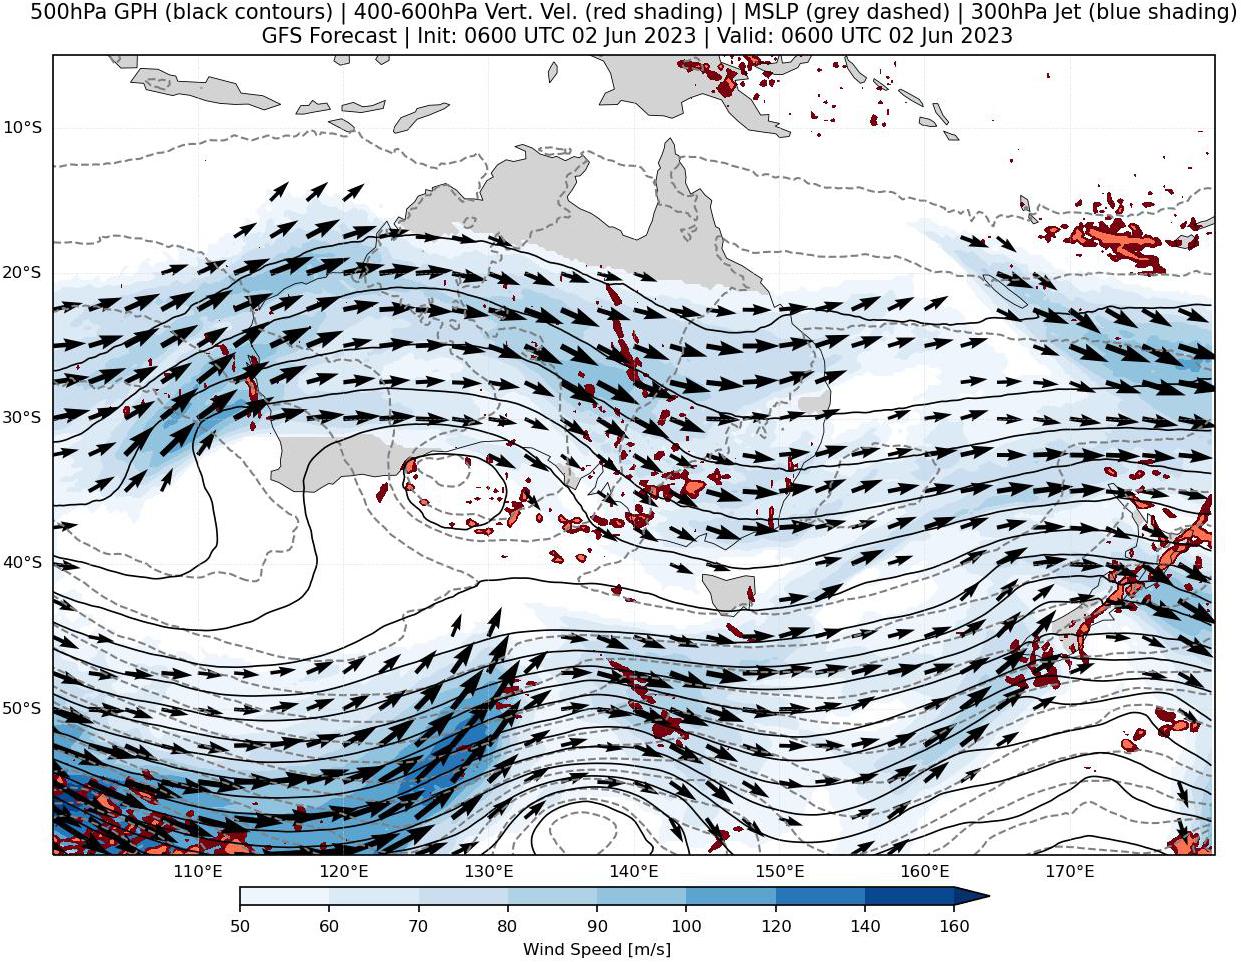 500hPa GPH (black contours) | 400-600hPa Vert. Vel. (red shading) | MSLP (grey dashed) | 300hPa Jet (blue shading)
GFS Forecast | Init: 0600 UTC 02 Jun 2023 | Valid: 0600 UTC 02 Jun 2023
10°S
20°S
30°S
40°S
50°S
110°E 120°E 130°E 140°E 150°E 160°E 170°E
50 60 70 80 90 100 120 140 160
Wind Speed [m/s]